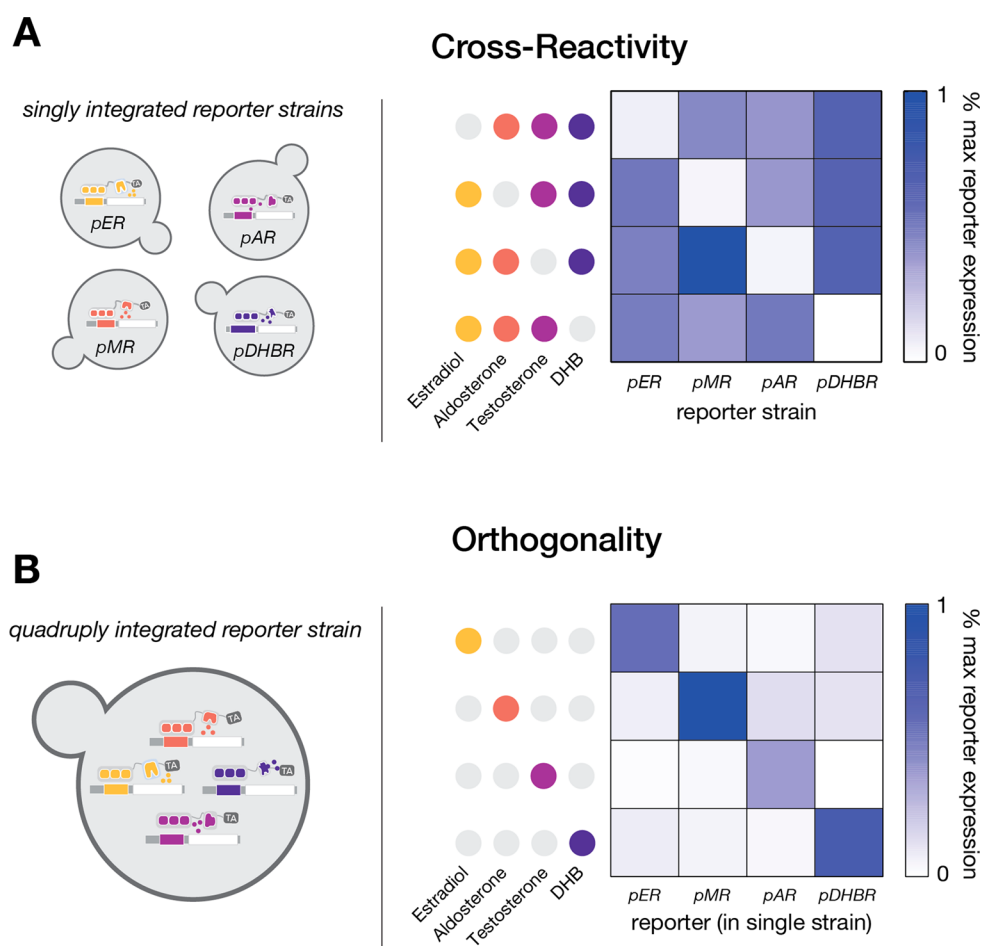 A
Cross-Reactivity
singly integrated reporter strains
TA
pER
TA
pAR
TA
pMR
TA
pDHBR
Estradiol
Aldosterone
Testosterone
DHB
pER pMR pAR pDHBR
reporter strain
1
0
% max reporter expression
B
Orthogonality
quadruply integrated reporter strain
TA
TA
TA
TA
Estradiol
Aldosterone
Testosterone
DHB
pER pMR pAR pDHBR
reporter (in single strain)
1
0
% max reporter expression